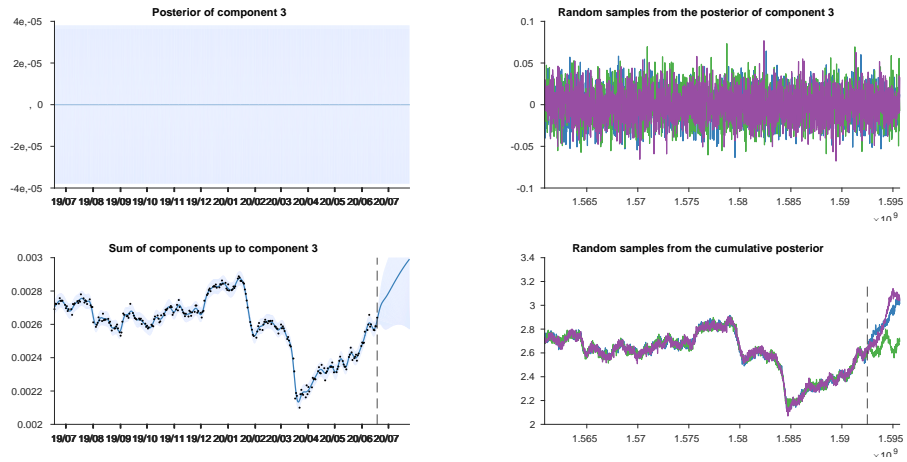 Posterior of component 3
4e,-05
2e,-05
, 0
-2e,-05
-4e,-05
19/07 19/08 19/09 19/10 19/11 19/12 20/01 20/02 20/03 20/04 20/05 20/06 20/07
Random samples from the posterior of component 3
0.1
0.05
0
-0.05
-0.1
1.565 1.57 1.575 1.58 1.585 1.59 1.595
×10 9
Sum of components up to component 3
0.003
0.0028
0.0026
0.0024
0.0022
0.002
19/07 19/08 19/09 19/10 19/11 19/12 20/01 20/02 20/03 20/04 20/05 20/06 20/07
Random samples from the cumulative posterior
3.4
3.2
3
2.8
2.6
2.4
2.2
2
1.565 1.57 1.575 1.58 1.585 1.59 1.595
×10 9